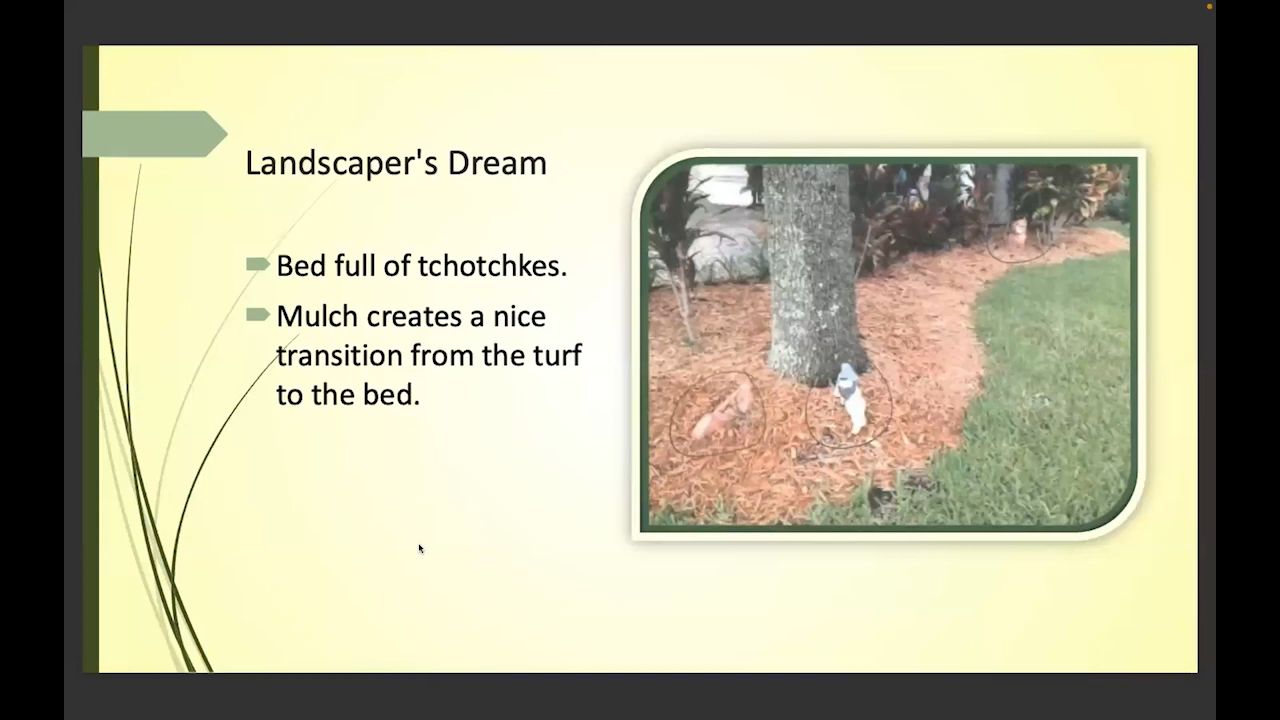 Landscaper's Dream
Bed full of tchotchkes.
Mulch creates a nice
transition from the turf
to the bed.